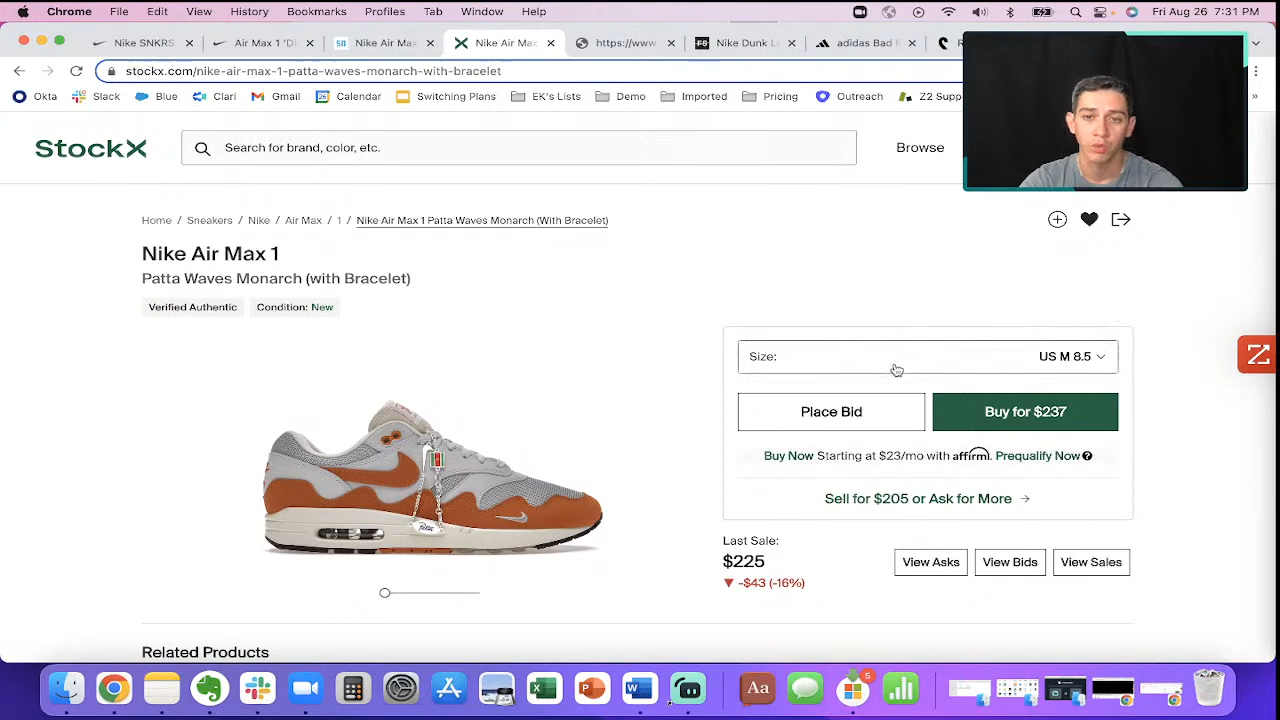 Chrome File Edit View History Bookmarks Profiles Tab Window Help Fri Aug 26 7:31 PM
Nike SNKRS Air Max 1 'Di Nike Air Max Nike Air Max https://www Nike Dunk L adidas Bad B
stockx.com/nike-air-max-1-patta-waves-monarch-with-bracelet
Okta Slack Blue Clari Gmail Calendar Switching Plans EK's Lists Demo Imported Pricing Outreach Z2 Supp
StockX
Search for brand, color, etc.
Browse
Home / Sneakers / Nike / Air Max / 1 / Nike Air Max 1 Patta Waves Monarch (With Bracelet)
Nike Air Max 1
Patta Waves Monarch (with Bracelet)
Verified Authentic Condition: New
Size: US M 8.5
Place Bid Buy for $237
Buy Now Starting at $23/mo with affirm. Prequalify Now
Sell for $205 or Ask for More
Last Sale:
$225
-$43 (-16%)
View Asks View Bids View Sales
Patta
Related Products
Aa
5